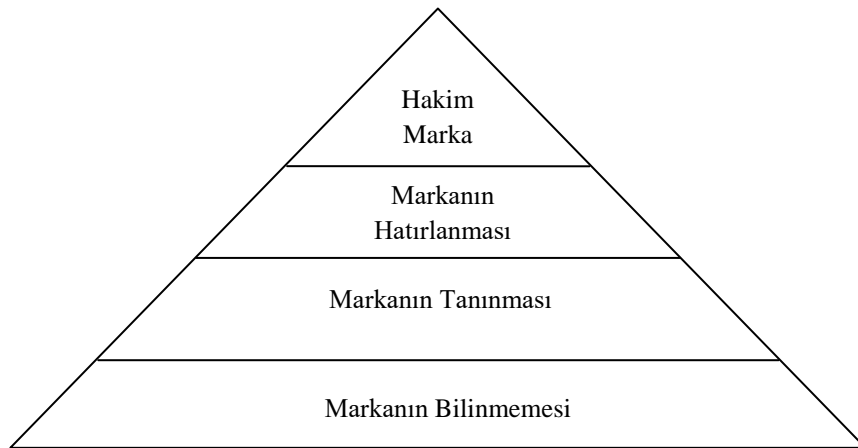 Hakim
Marka
Markanın
Hatırlanması
Markanın Tanınması
Markanın Bilinmemesi